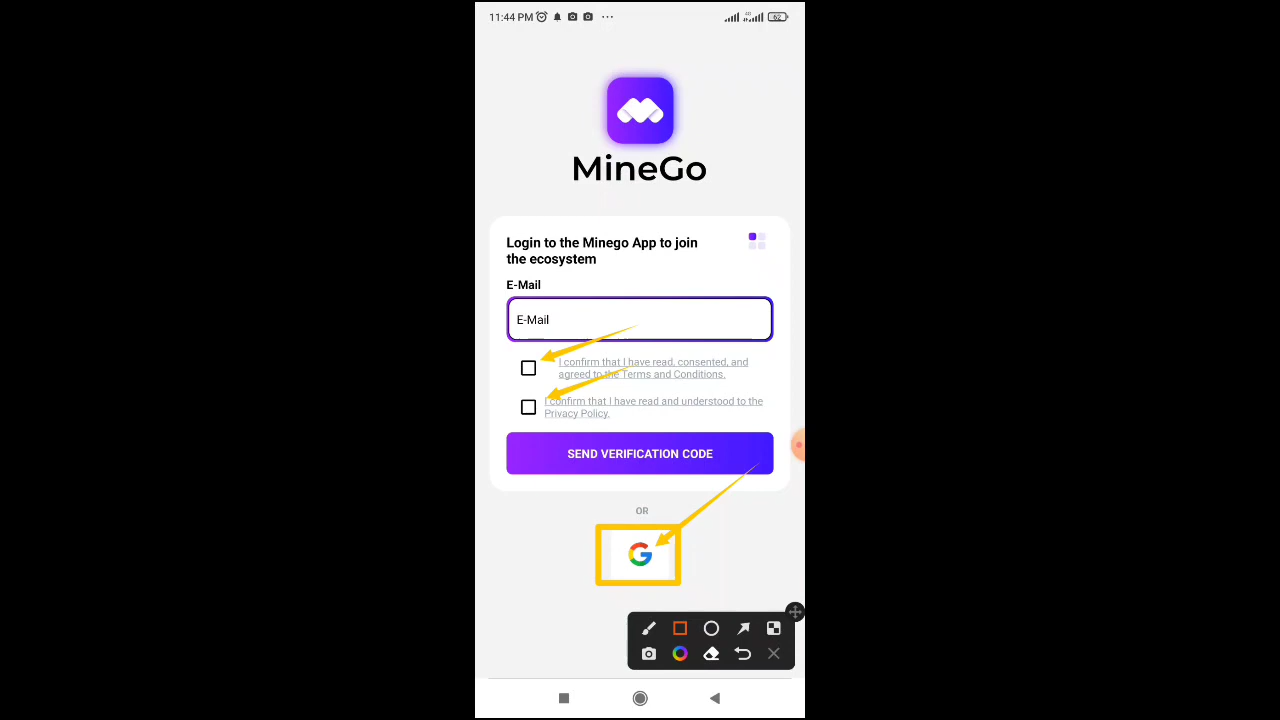 11:44 PM
4G
62
MineGo
Login to the Minego App to join
the ecosystem
E-Mail
E-Mail
I confirm that I have read, consented, and
agreed to the Terms and Conditions.
I confirm that I have read and understood to the
Privacy Policy.
SEND VERIFICATION CODE
OR
G